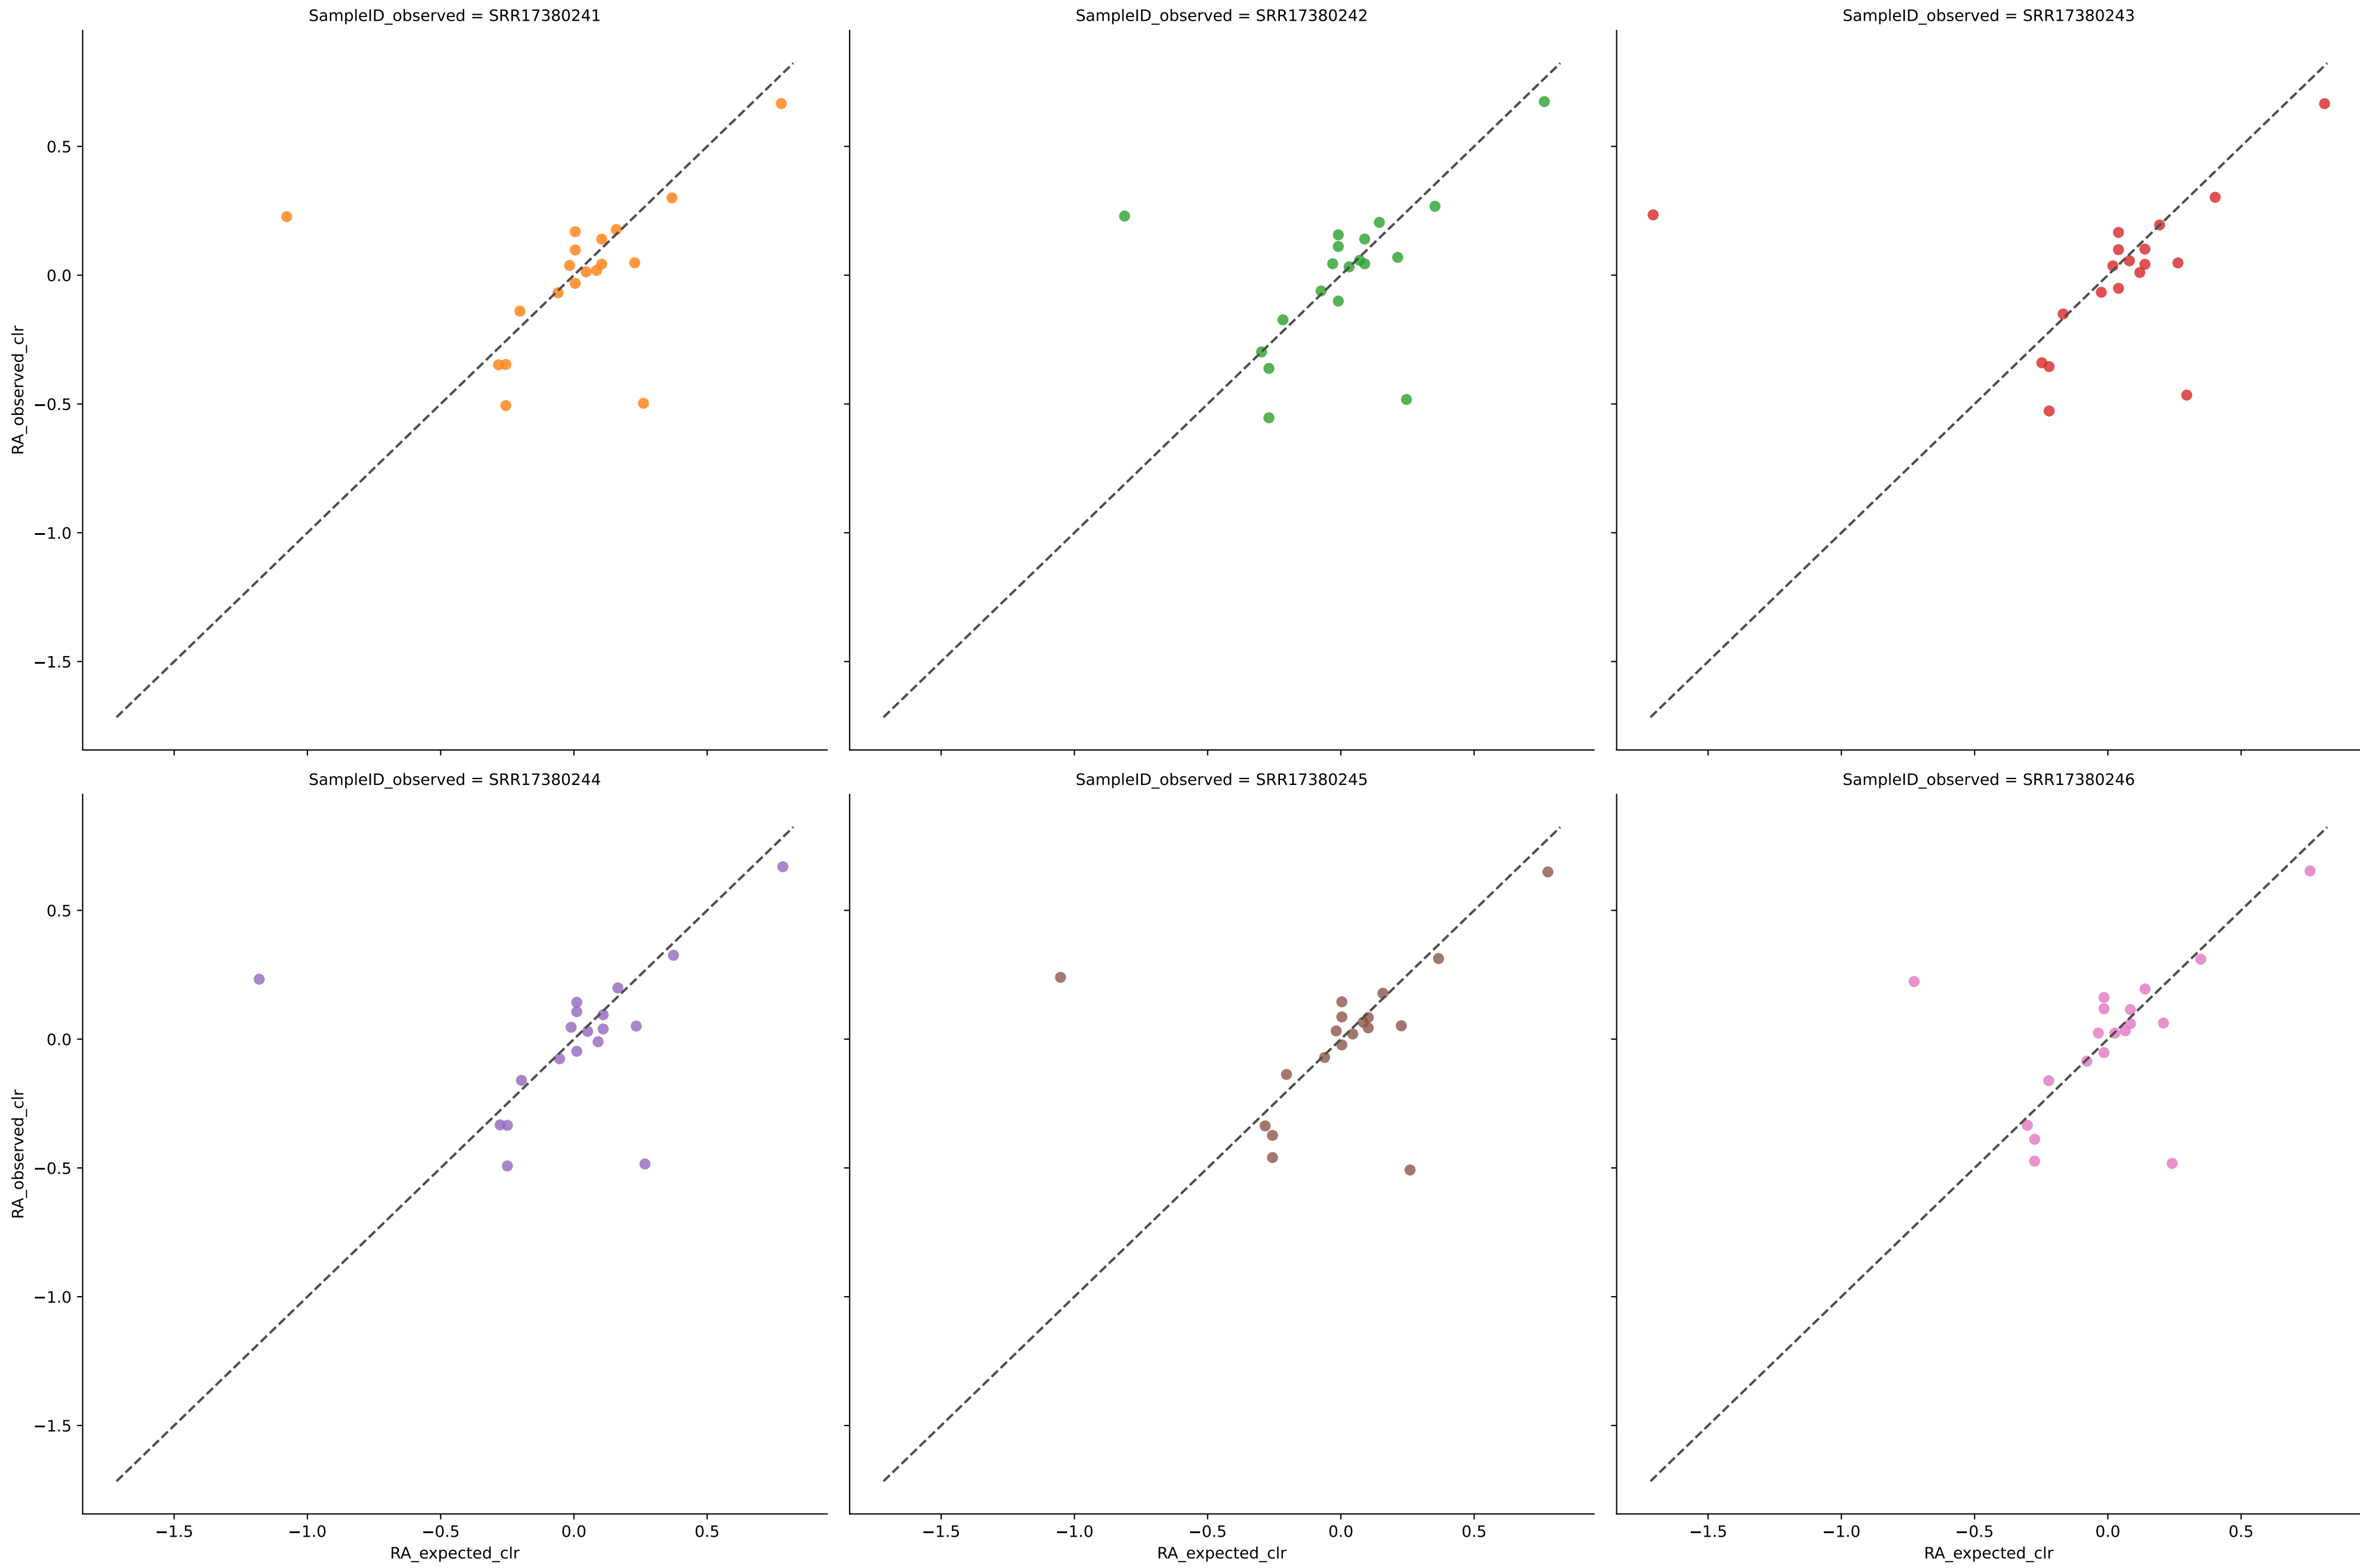 SampleID_observed = SRR17380241
SampleID_observed = SRR17380242
SampleID_observed = SRR17380243
RA_observed_clr
0.5
0.0
−0.5
−1.0
−1.5
SampleID_observed = SRR17380244
SampleID_observed = SRR17380245
SampleID_observed = SRR17380246
RA_observed_clr
0.5
0.0
−0.5
−1.0
−1.5
−1.5 −1.0 −0.5 0.0 0.5
−1.5 −1.0 −0.5 0.0 0.5
−1.5 −1.0 −0.5 0.0 0.5
RA_expected_clr
RA_expected_clr
RA_expected_clr